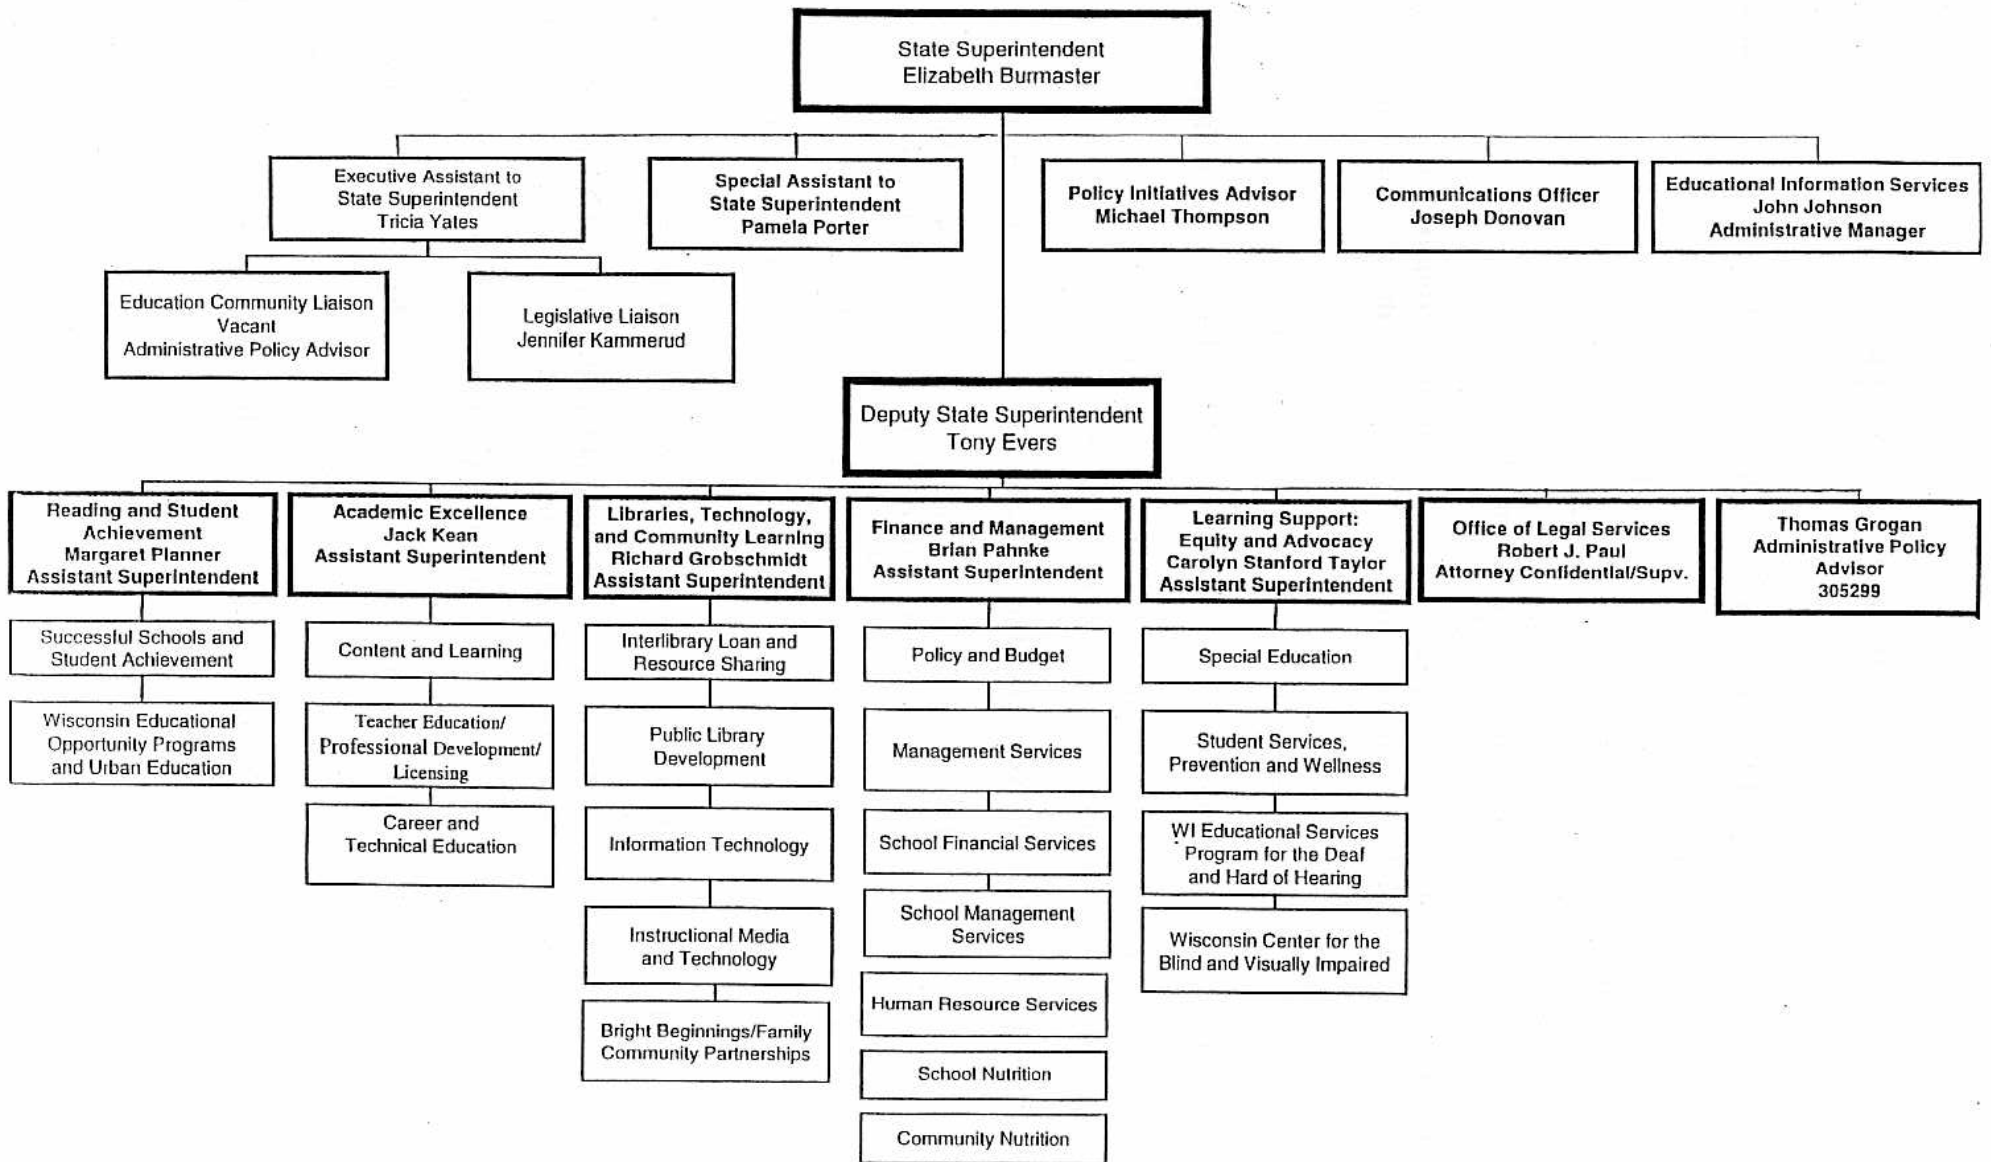 State Superintendent
Elizabeth Burmaster
Executive Assistant to
State Superintendent
Tricia Yates
Special Assistant to
State Superintendent
Pamela Porter
Policy Initiatives Advisor
Michael Thompson
Communications Officer
Joseph Donovan
Educational Information Services
John Johnson
Administrative Manager
Education Community Liaison
Vacant
Administrative Policy Advisor
Legislative Liaison
Jennifer Kammerud
Deputy State Superintendent
Tony Evers
Reading and Student
Achievement
Margaret Planner
Assistant Superintendent
Academic Excellence
Jack Kean
Assistant Superintendent
Libraries, Technology,
and Community Learning
Richard Grobschmidt
Assistant Superintendent
Finance and Management
Brian Pahnke
Assistant Superintendent
Learning Support:
Equity and Advocacy
Carolyn Stanford Taylor
Assistant Superintendent
Office of Legal Services
Robert J. Paul
Attorney Confidential/Supv.
Thomas Grogan
Administrative Policy
Advisor
305299
Successful Schools and
Student Achievement
Wisconsin Educational
Opportunity Programs
and Urban Education
Content and Learning
Teacher Education/
Professional Development/
Licensing
Career and
Technical Education
Interlibrary Loan and
Resource Sharing
Public Library
Development
Information Technology
Instructional Media
and Technology
Bright Beginnings/Family
Community Partnerships
Policy and Budget
Management Services
School Financial Services
School Management
Services
Human Resource Services
School Nutrition
Community Nutrition
Special Education
Student Services,
Prevention and Wellness
WI Educational Services
Program for the Deaf
and Hard of Hearing
Wisconsin Center for the
Blind and Visually Impaired